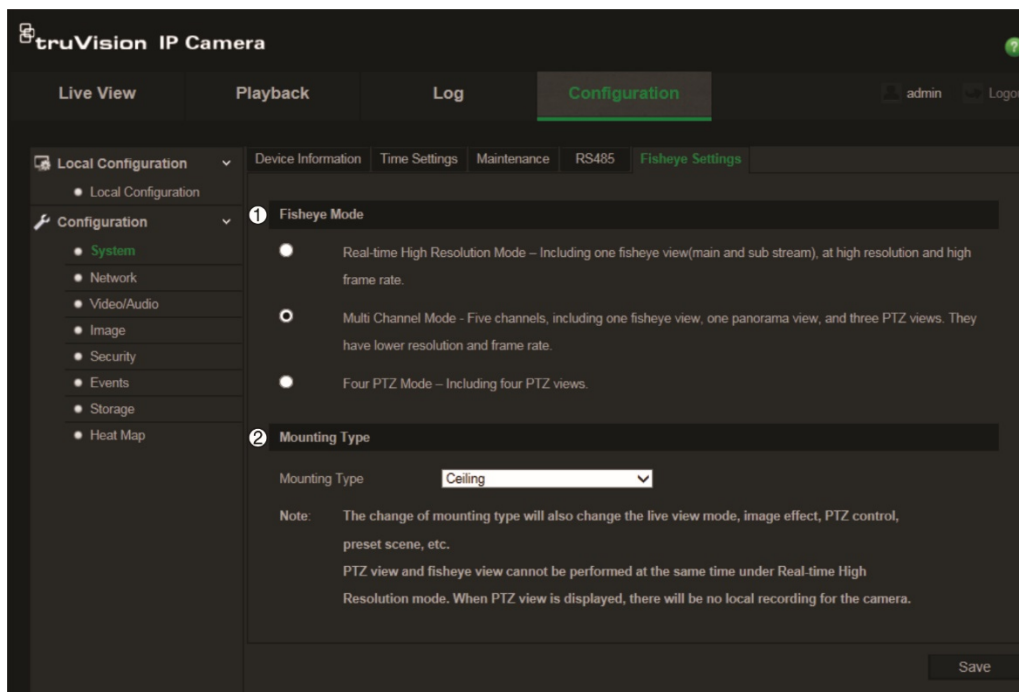 truVision IP Camera
?
Live View Playback Log Configuration admin Logou
Local Configuration
Local Configuration
Configuration
System
Network
Video/Audio
Image
Security
Events
Storage
Heat Map
Device Information Time Settings Maintenance RS485 Fisheye Settings
1 Fisheye Mode
Real-time High Resolution Mode – Including one fisheye view(main and sub stream), at high resolution and high
frame rate.
Multi Channel Mode - Five channels, including one fisheye view, one panorama view, and three PTZ views. They
have lower resolution and frame rate.
Four PTZ Mode – Including four PTZ views.
2 Mounting Type
Mounting Type Ceiling
Note: The change of mounting type will also change the live view mode, image effect, PTZ control,
preset scene, etc.
PTZ view and fisheye view cannot be performed at the same time under Real-time High
Resolution mode. When PTZ view is displayed, there will be no local recording for the camera.
Save